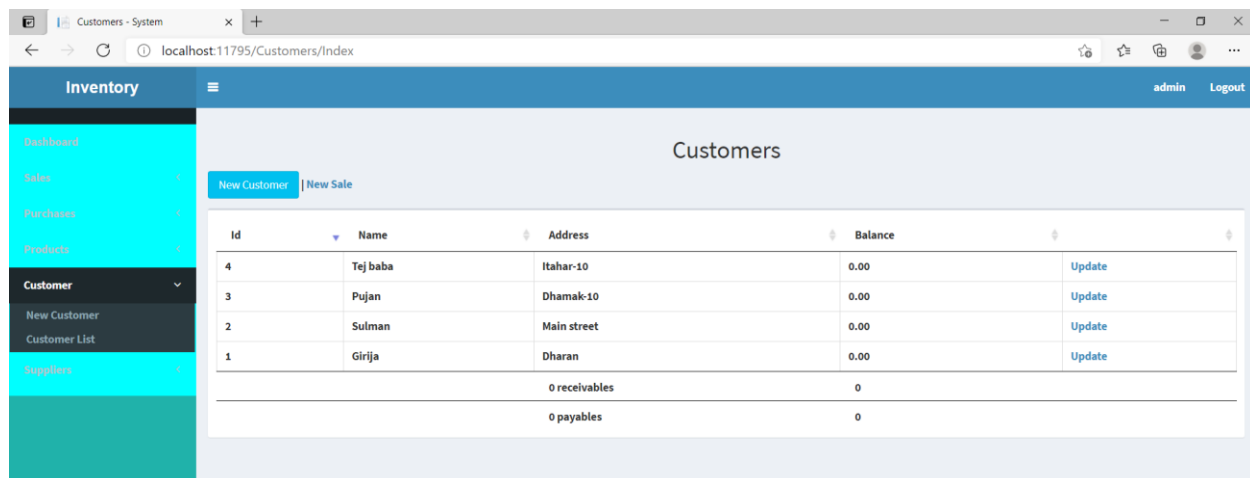 Customers - System
localhost:11795/Customers/Index
Inventory
admin Logout
Dashboard
Sales
Purchases
Products
Customer
New Customer
Customer List
Suppliers
Customers
New Customer | New Sale
Id Name Address Balance
4 Tej baba Itahar-10 0.00 Update
3 Pujan Dhamak-10 0.00 Update
2 Sulman Main street 0.00 Update
1 Girija Dharan 0.00 Update
0 receivables 0
0 payables 0